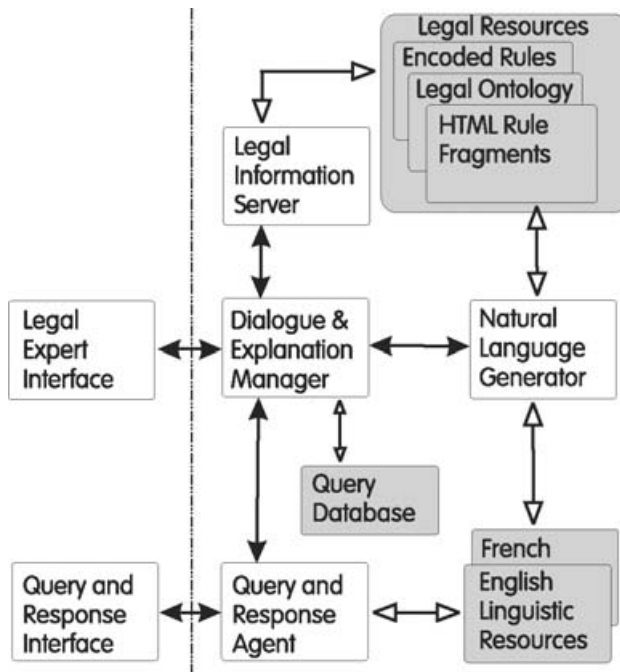 Legal Resources
Encoded Rules
Legal Ontology
HTML Rule
Fragments
Legal
Information
Server
Legal
Expert
Interface
Dialogue &
Explanation
Manager
Natural
Language
Generator
Query
Database
French
English
Linguistic
Resources
Query and
Response
Interface
Query and
Response
Agent